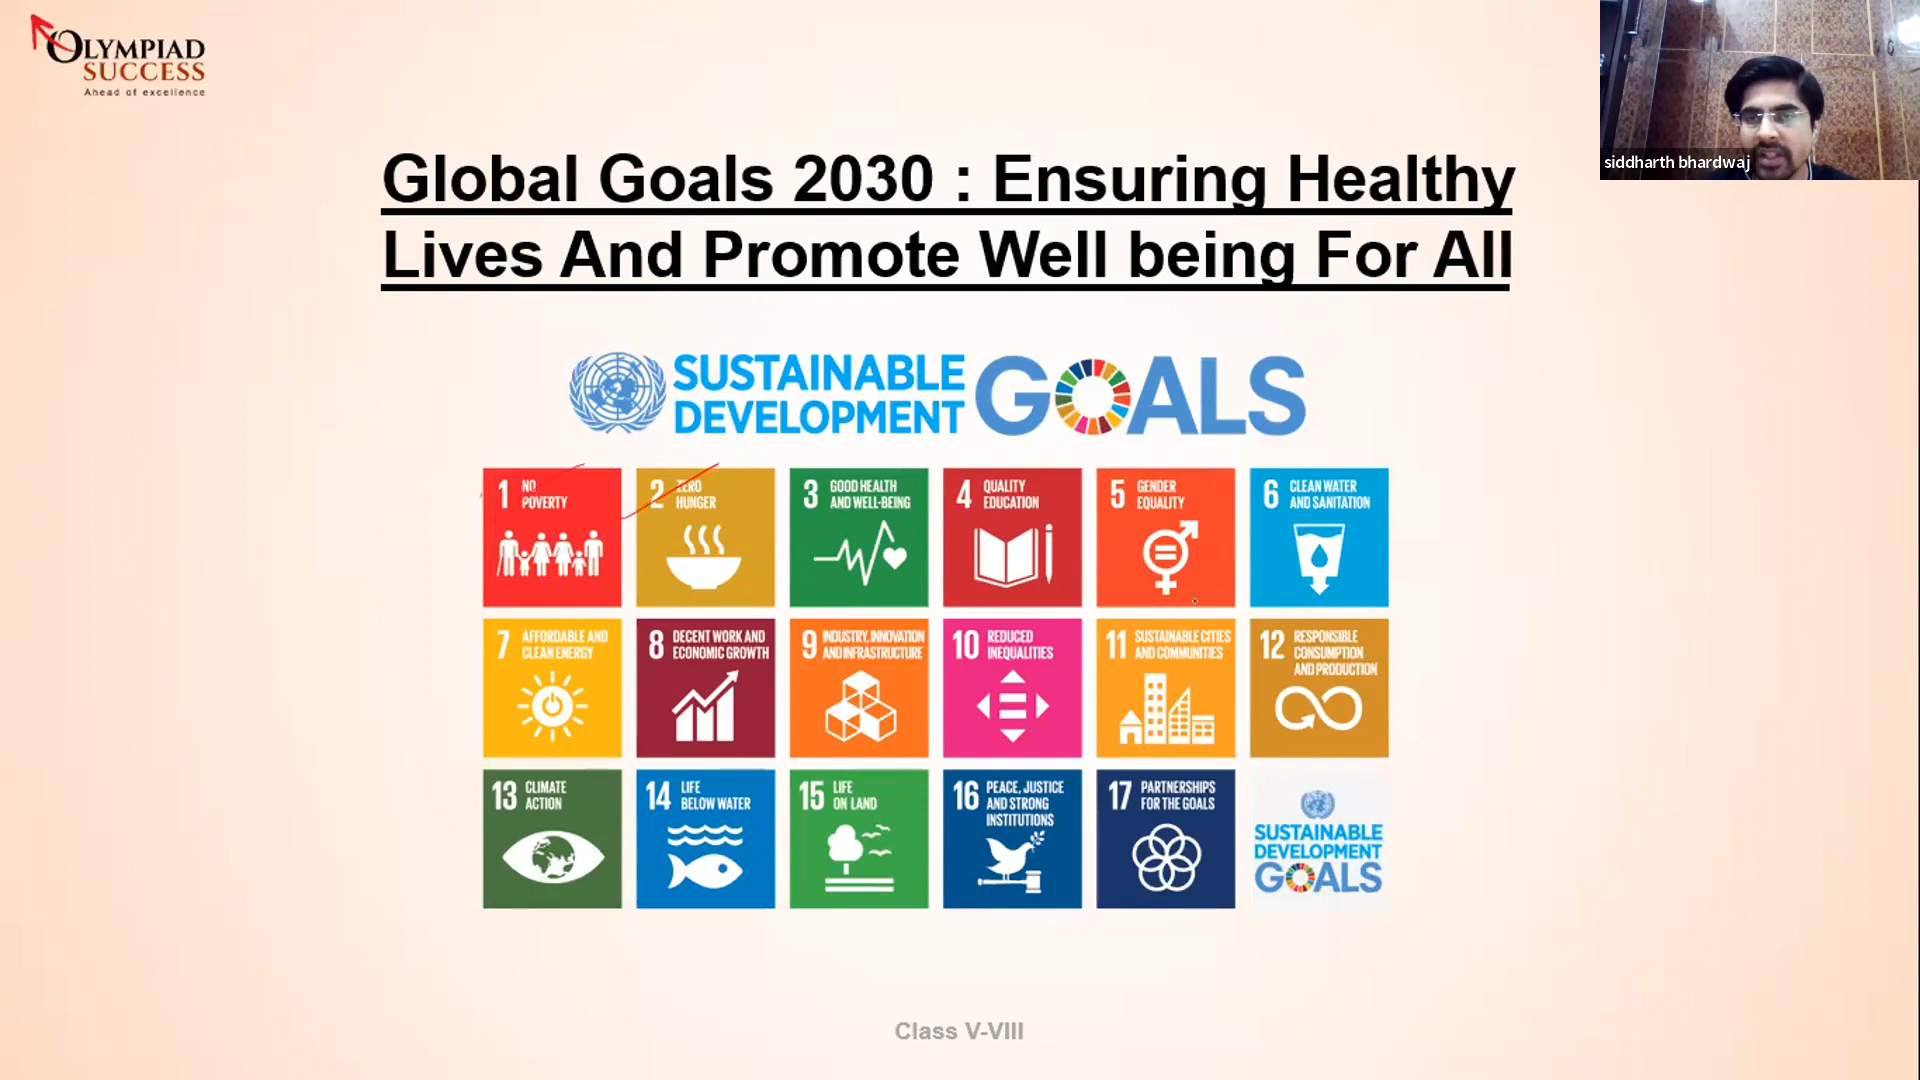 OLYMPIAD
SUCCESS
Ahead of excellence
siddharth bhardwaj
Global Goals 2030 : Ensuring Healthy
Lives And Promote Well being For All
SUSTAINABLE
DEVELOPMENT
GOALS
1 NO
POVERTY
2 ZERO
HUNGER
3 GOOD HEALTH
AND WELL-BEING
4 QUALITY
EDUCATION
5 GENDER
EQUALITY
6 CLEAN WATER
AND SANITATION
7 AFFORDABLE AND
CLEAN ENERGY
8 DECENT WORK AND
ECONOMIC GROWTH
9 INDUSTRY, INNOVATION
AND INFRASTRUCTURE
10 REDUCED
INEQUALITIES
11 SUSTAINABLE CITIES
AND COMMUNITIES
12 RESPONSIBLE
CONSUMPTION
AND PRODUCTION
13 CLIMATE
ACTION
14 LIFE
BELOW WATER
15 LIFE
ON LAND
16 PEACE, JUSTICE
AND STRONG
INSTITUTIONS
17 PARTNERSHIPS
FOR THE GOALS
SUSTAINABLE
DEVELOPMENT
GOALS
Class V-VIII